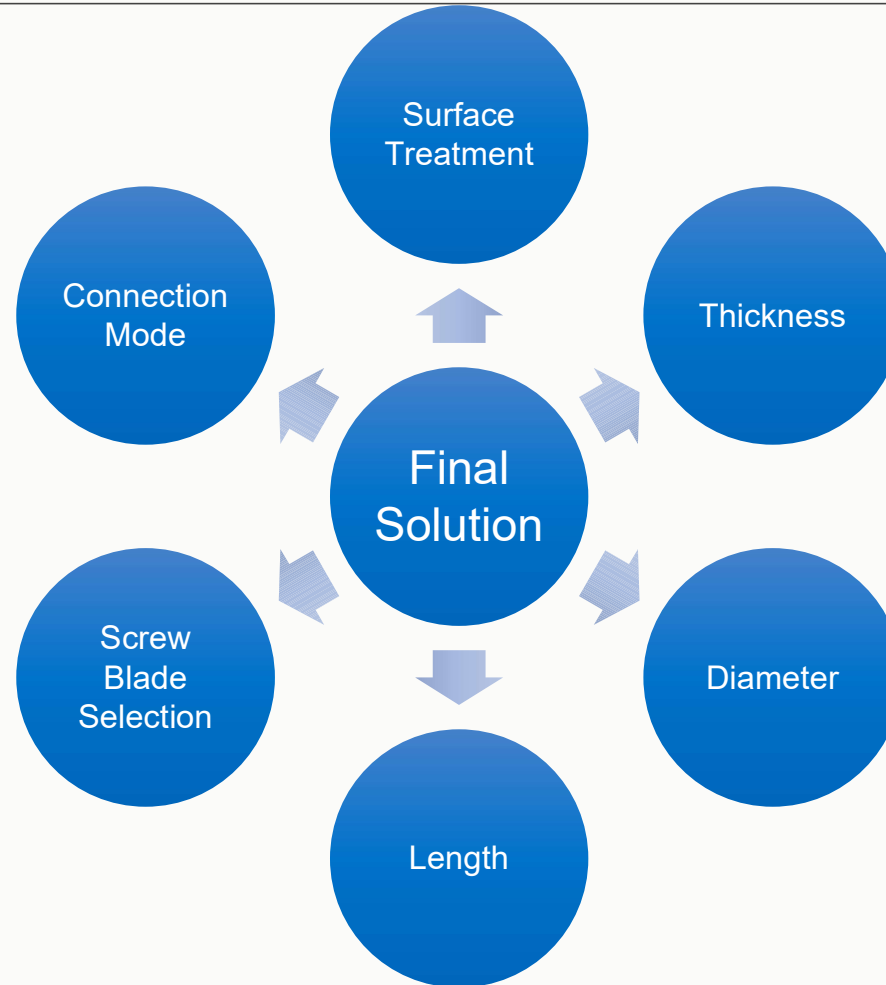 Surface
Treatment
Connection
Mode
Thickness
Final
Solution
Screw
Blade
Selection
Diameter
Length